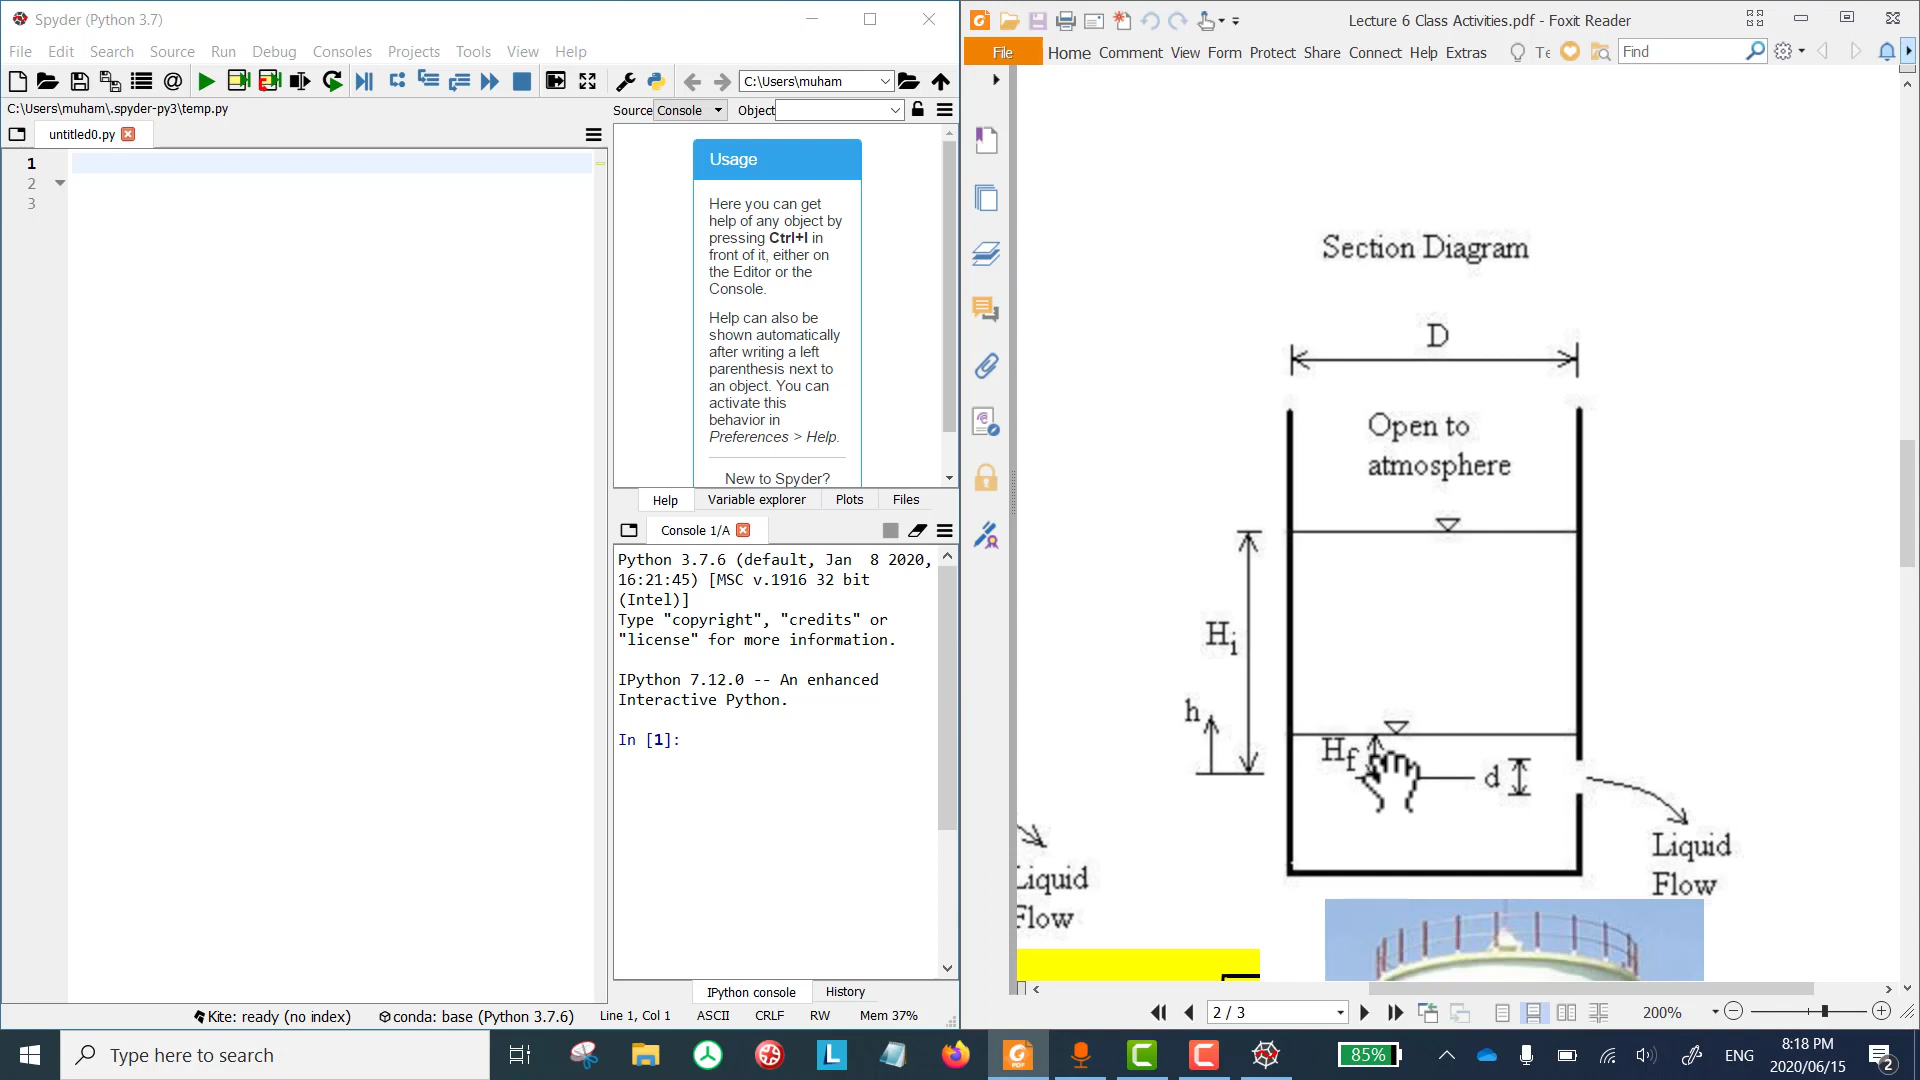 Spyder (Python 3.7)
File Edit Search Source Run Debug Consoles Projects Tools View Help
C:\Users\muham
C:\Users\muham\.spyder-py3\temp.py
Source Console Object
untitled0.py
1
2
3
Usage
Here you can get
help of any object by
pressing Ctrl+I in
front of it, either on
the Editor or the
Console.
Help can also be
shown automatically
after writing a left
parenthesis next to
an object. You can
activate this
behavior in
Preferences > Help.
New to Spyder?
Help Variable explorer Plots Files
Console 1/A
Python 3.7.6 (default, Jan 8 2020,
16:21:45) [MSC v.1916 32 bit
(Intel)]
Type "copyright", "credits" or
"license" for more information.
IPython 7.12.0 -- An enhanced
Interactive Python.
In [1]:
IPython console History
Kite: ready (no index) conda: base (Python 3.7.6) Line 1, Col 1 ASCII CRLF RW Mem 37%
Lecture 6 Class Activities.pdf - Foxit Reader
File Home Comment View Form Protect Share Connect Help Extras Te Find
Section Diagram
D
Open to
atmosphere
Hi
h
Hf
d
Liquid
Flow
Liquid
Flow
2 / 3
200%
Type here to search
85%
ENG
8:18 PM
2020/06/15
2